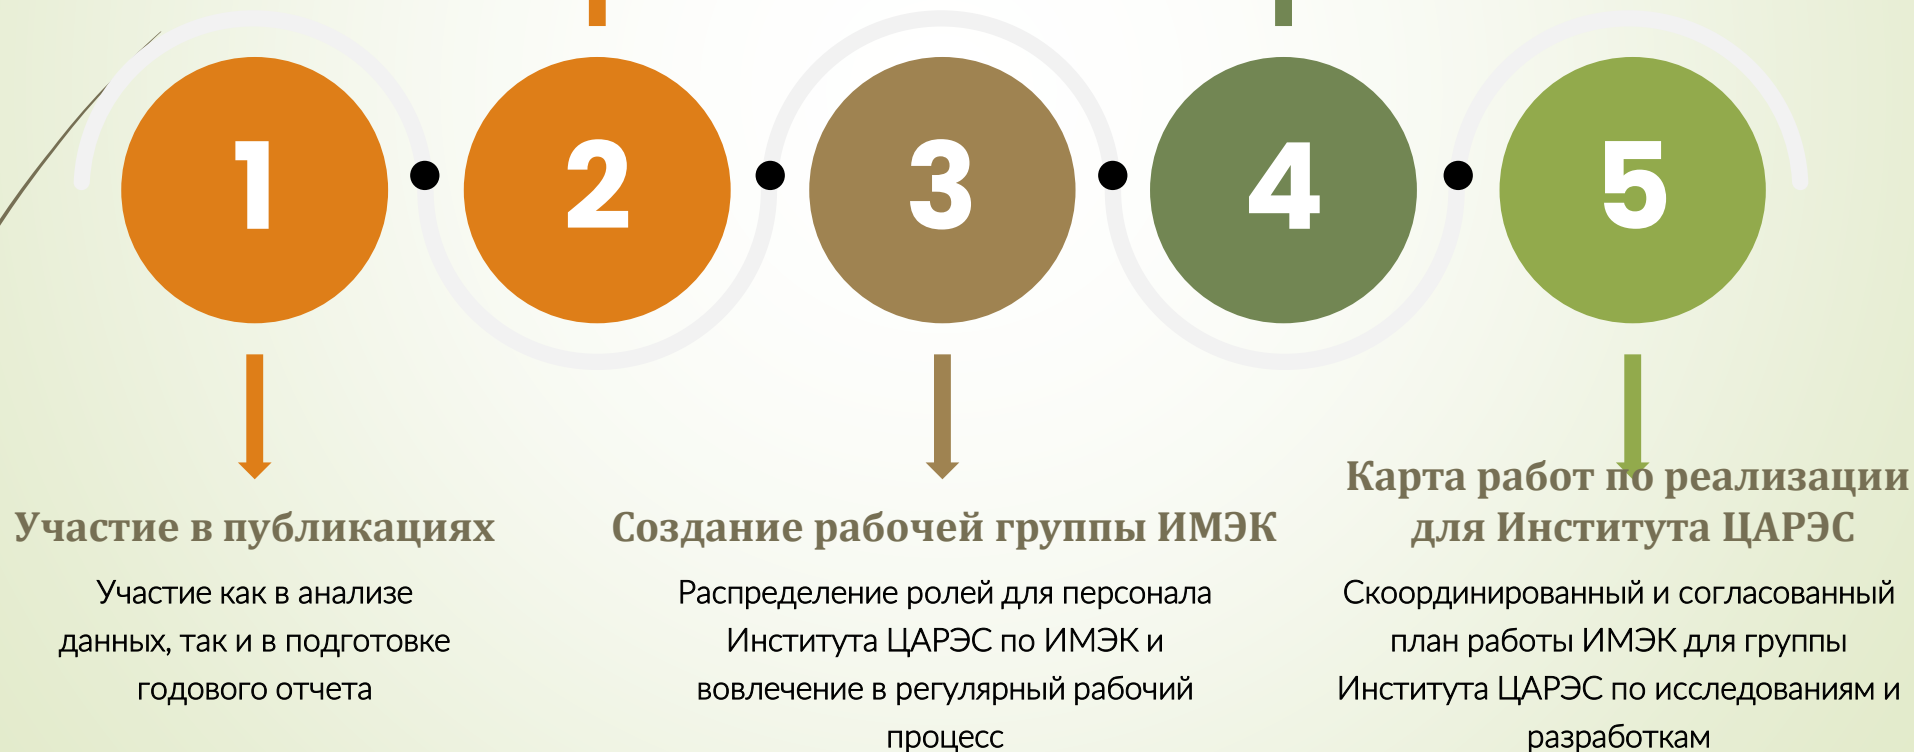 1
2
3
4
5
Участие в публикациях
Участие как в анализе
данных, так и в подготовке
годового отчета
Создание рабочей группы ИМЭК
Распределение ролей для персонала
Института ЦАРЭС по ИМЭК и
вовлечение в регулярный рабочий
процесс
Карта работ по реализации
для Института ЦАРЭС
Скоординированный и согласованный
план работы ИМЭК для группы
Института ЦАРЭС по исследованиям и
разработкам